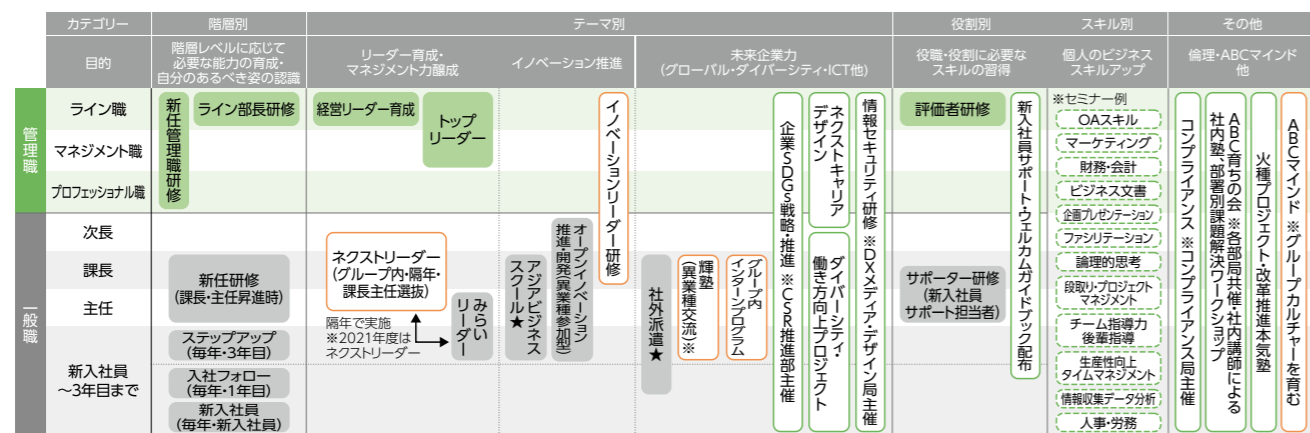 カテゴリー
階層別
テーマ別
役割別
スキル別
その他
目的
階層レベルに応じて
必要な能力の育成・
自分のあるべき姿の認識
リーダー育成・
マネジメント力醸成
イノベーション推進
未来企業力
(グローバル・ダイバーシティ・ICT他)
役職・役割に必要な
スキルの習得
個人のビジネス
スキルアップ
倫理・ABCマインド
他
管理職
ライン職
マネジメント職
プロフェッショナル職
一般職
次長
課長
主任
新入社員
~3年目まで
新任管理職研修
ライン部長研修
新任研修
(課長・主任昇進時)
ステップアップ
(毎年・3年目)
入社フォロー
(毎年・1年目)
新入社員
(毎年・新入社員)
経営リーダー育成
トップ
リーダー
ネクストリーダー
(グループ内・隔年・
課長主任選抜)
隔年で実施
※2021年度は
ネクストリーダー
みらい
リーダー
イノベーションリーダー研修
オープンイノベーション
推進・開発(異業種参加型)
アジアビジネス
スクール★
社外派遣★
輝塾
(異業種交流)※
グループ内
インターンプログラム
企業SDGs戦略・推進 ※CSR推進部主催
ネクストキャリア
デザイン
ダイバーシティ・
働き方向上プロジェクト
情報セキュリティ研修 ※DXメディア・デザイン局主催
評価者研修
サポーター研修
(新入社員
サポート担当者)
新入社員サポート・ウェルカムガイドブック配布
※セミナー例
OAスキル
マーケティング
財務・会計
ビジネス文書
企画プレゼンテーション
ファシリテーション
論理的思考
段取り・プロジェクト
マネジメント
チーム指導力
後輩指導
生産性向上
タイムマネジメント
情報収集データ分析
人事・労務
コンプライアンス ※コンプライアンス局主催
ABC育ちの会 ※各部局共催・社内講師による
社内塾、部署別課題解決ワークショップ
火種プロジェクト・改革推進本気塾
ABCマインド ※グループカルチャーを育む